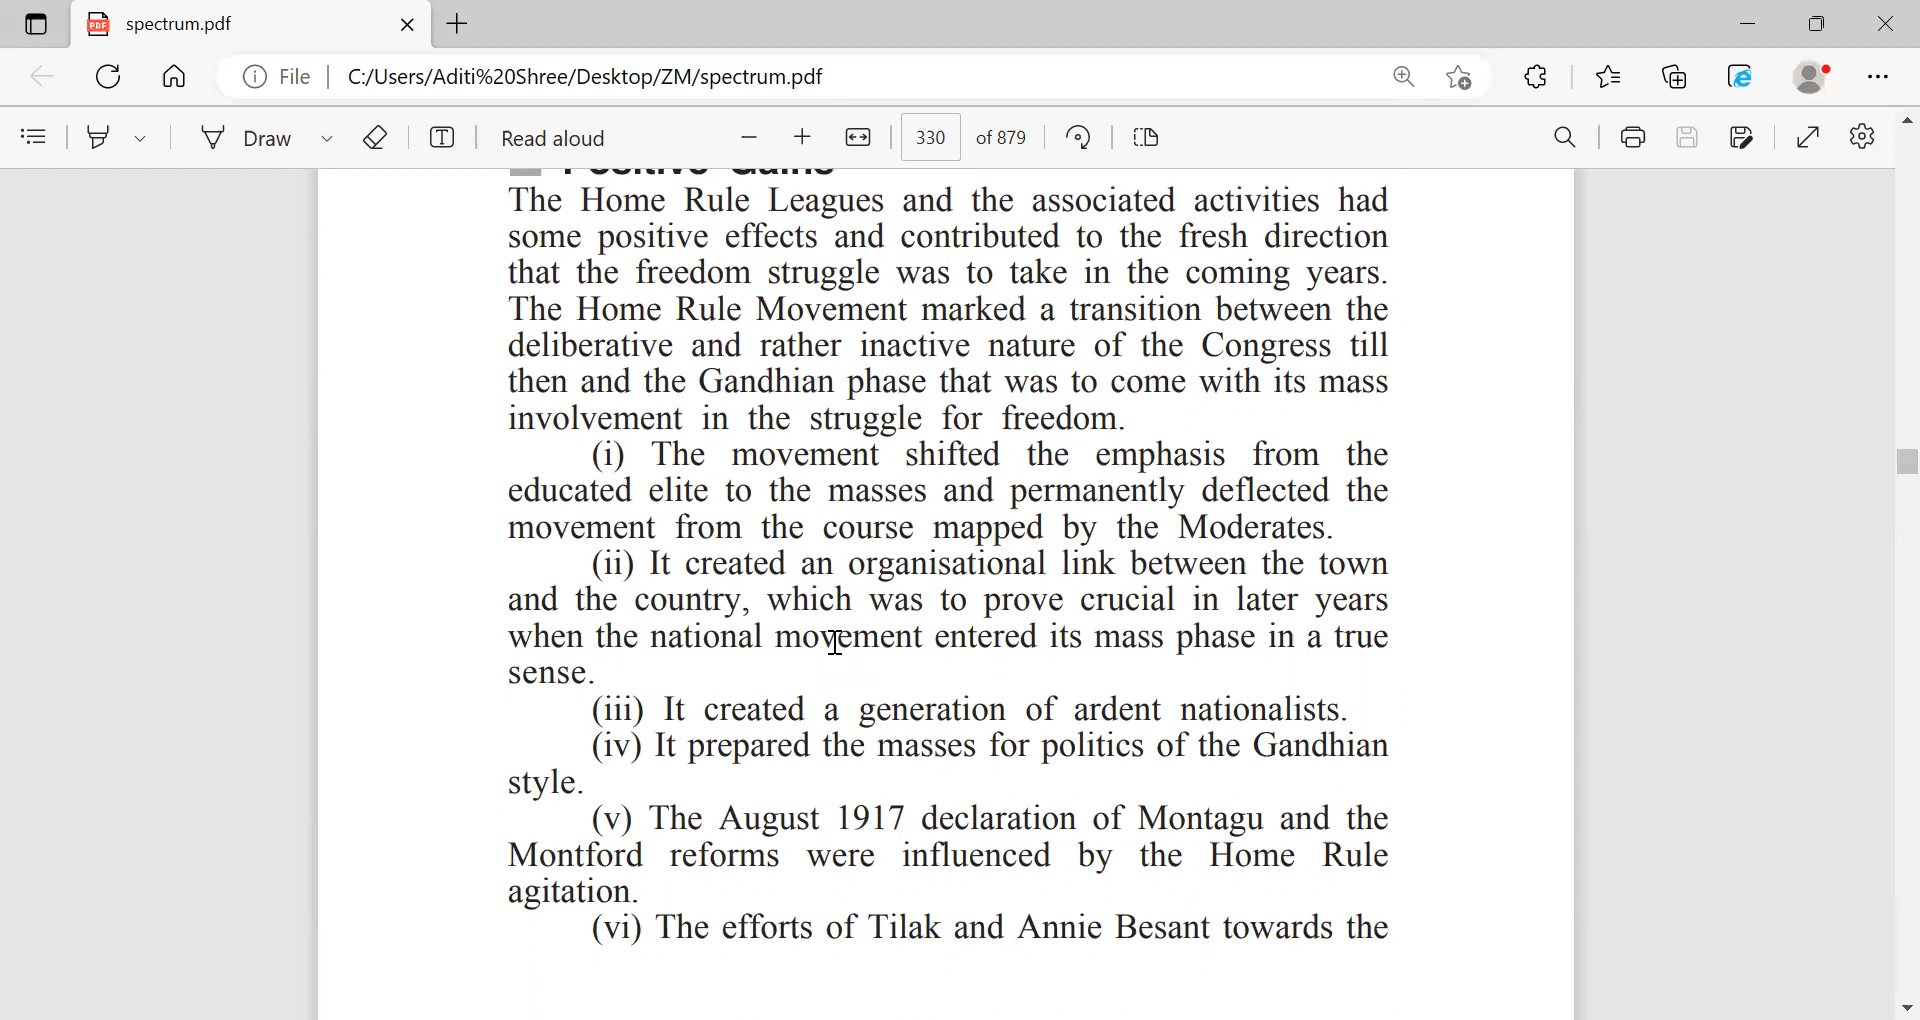 spectrum.pdf
File C:/Users/Aditi%20Shree/Desktop/ZM/spectrum.pdf
Draw Read aloud 330 of 879
Positive Gains
The Home Rule Leagues and the associated activities had
some positive effects and contributed to the fresh direction
that the freedom struggle was to take in the coming years.
The Home Rule Movement marked a transition between the
deliberative and rather inactive nature of the Congress till
then and the Gandhian phase that was to come with its mass
involvement in the struggle for freedom.
(i) The movement shifted the emphasis from the
educated elite to the masses and permanently deflected the
movement from the course mapped by the Moderates.
(ii) It created an organisational link between the town
and the country, which was to prove crucial in later years
when the national movement entered its mass phase in a true
sense.
(iii) It created a generation of ardent nationalists.
(iv) It prepared the masses for politics of the Gandhian
style.
(v) The August 1917 declaration of Montagu and the
Montford reforms were influenced by the Home Rule
agitation.
(vi) The efforts of Tilak and Annie Besant towards the